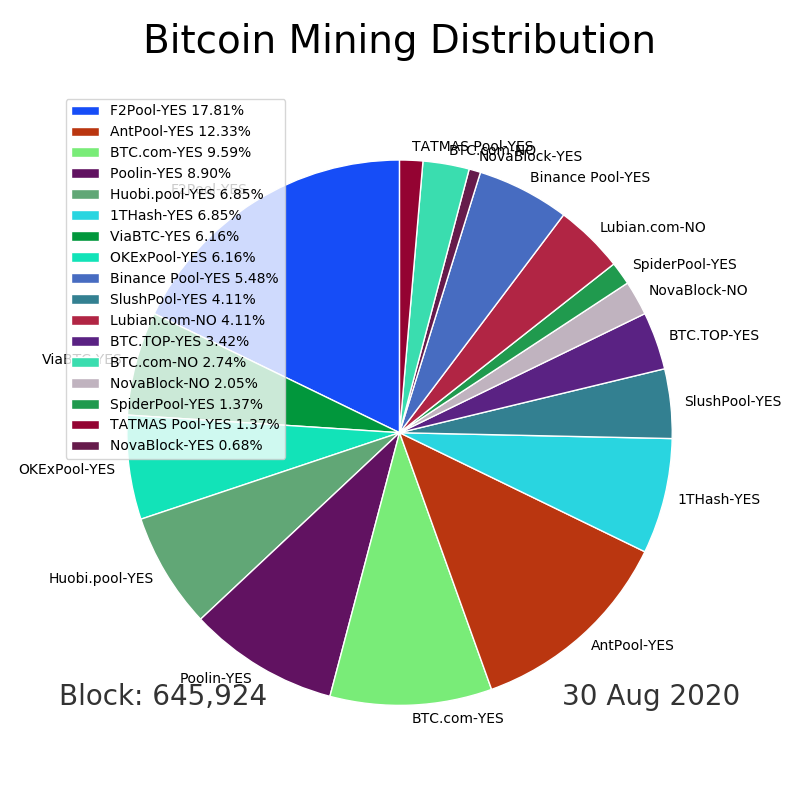 Bitcoin Mining Distribution
F2Pool-YES 17.81%
AntPool-YES 12.33%
BTC.com-YES 9.59%
Poolin-YES 8.90%
Huobi.pool-YES 6.85%
1THash-YES 6.85%
ViaBTC-YES 6.16%
OKExPool-YES 6.16%
Binance Pool-YES 5.48%
SlushPool-YES 4.11%
Lubian.com-NO 4.11%
BTC.TOP-YES 3.42%
BTC.com-NO 2.74%
NovaBlock-NO 2.05%
SpiderPool-YES 1.37%
TATMAS Pool-YES 1.37%
NovaBlock-YES 0.68%
TATMAS Pool-YES
BTC.com-NO
NovaBlock-YES
Binance Pool-YES
Lubian.com-NO
SpiderPool-YES
NovaBlock-NO
BTC.TOP-YES
SlushPool-YES
1THash-YES
AntPool-YES
BTC.com-YES
Poolin-YES
Huobi.pool-YES
OKExPool-YES
ViaBTC-YES
F2Pool-YES
Block: 645,924
30 Aug 2020